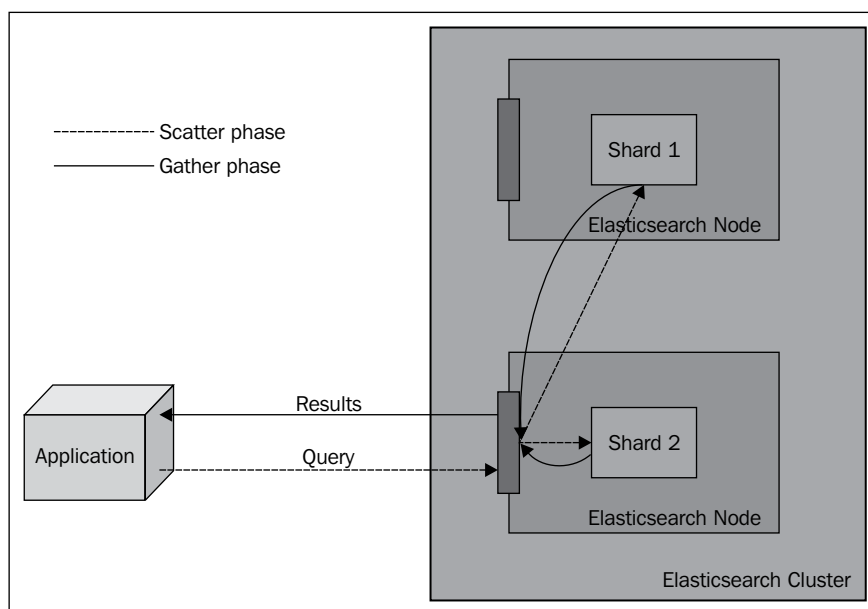 Scatter phase
Gather phase
Shard 1
Elasticsearch Node
Results
Application
Query
Shard 2
Elasticsearch Node
Elasticsearch Cluster